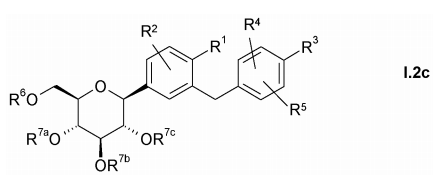 R⁴
R² R¹ R³
I.2c
O
R⁶O
R⁵
R⁷ᵃO OR⁷ᶜ
OR⁷ᵇ